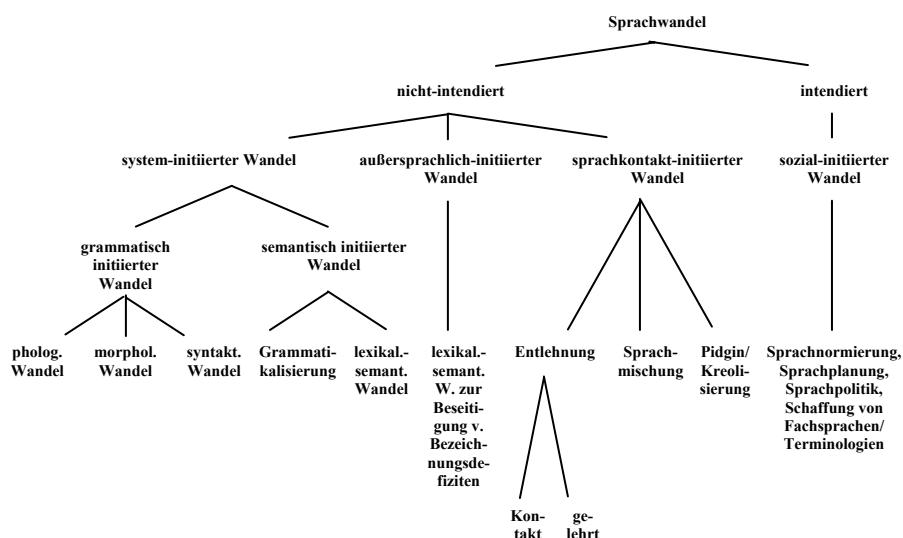 Sprachwandel
nicht-intendiert
intendiert
system-initiierter Wandel
außersprachlich-initiierter
Wandel
sprachkontakt-initiierter
Wandel
sozial-initiierter
Wandel
grammatisch
initiierter
Wandel
semantisch initiierter
Wandel
pholog.
Wandel
morphol.
Wandel
syntakt.
Wandel
Grammati-
kalisierung
lexikal.-
semant.
Wandel
lexikal.-
semant.
W. zur
Beseiti-
gung v.
Bezeich-
nungsde-
fiziten
Entlehnung
Sprach-
mischung
Pidgin/
Kreoli-
sierung
Sprachnormierung,
Sprachplanung,
Sprachpolitik,
Schaffung von
Fachsprachen/
Terminologien
Kon-
takt
ge-
lehrt